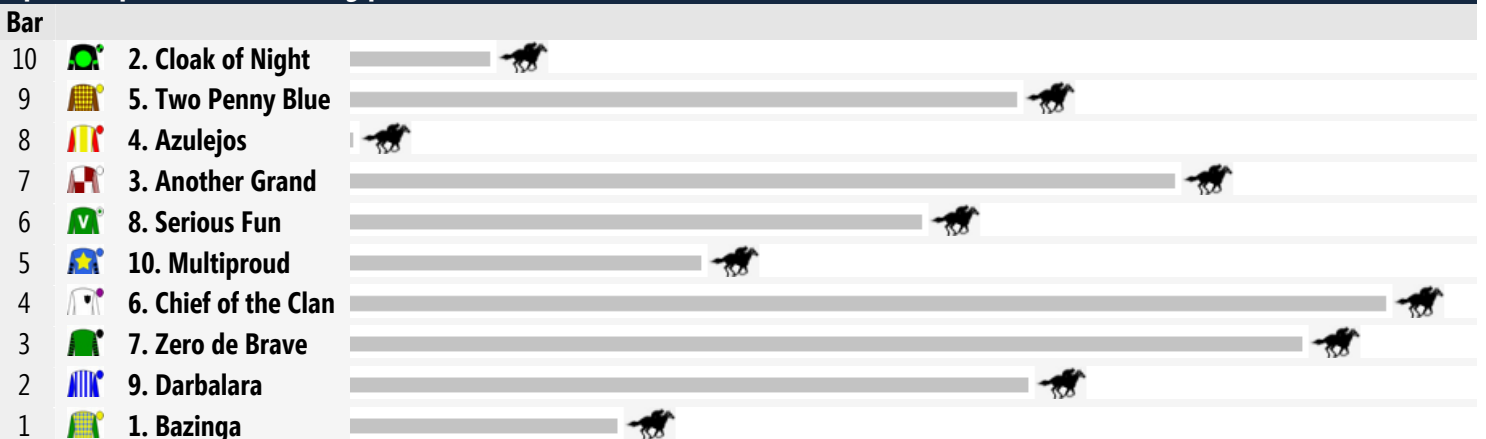 Bar
10 2. Cloak of Night
9 5. Two Penny Blue
8 4. Azulejos
7 3. Another Grand
6 V 8. Serious Fun
5 10. Multiproud
4 6. Chief of the Clan
3 7. Zero de Brave
2 9. Darbalara
1 1. Bazinga